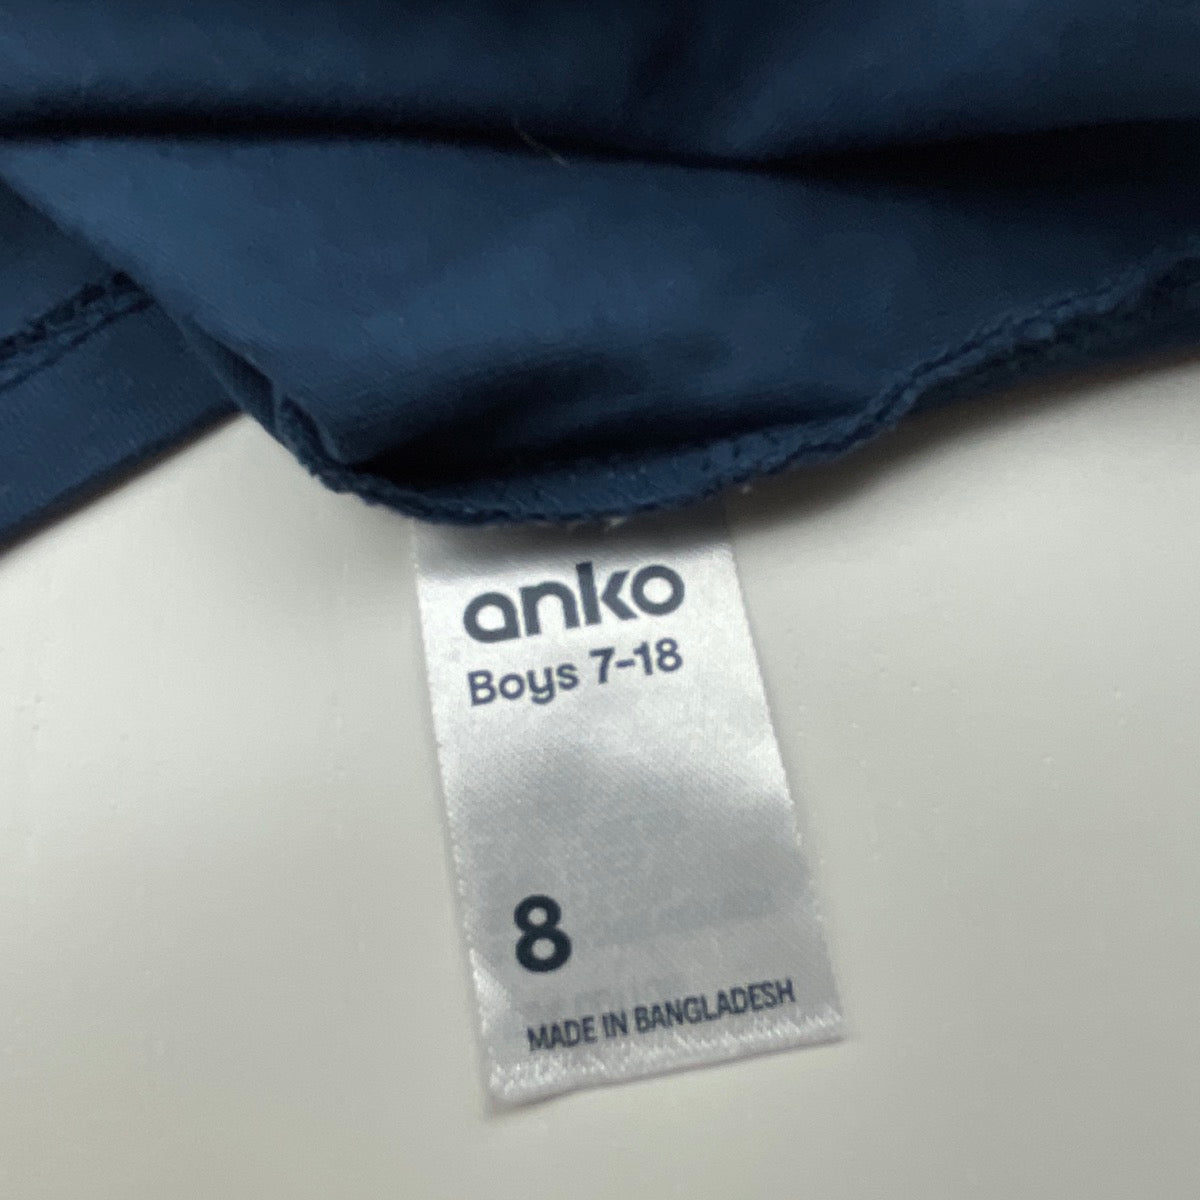 anko
Boys 7-18
8
MADE IN BANGLADESH